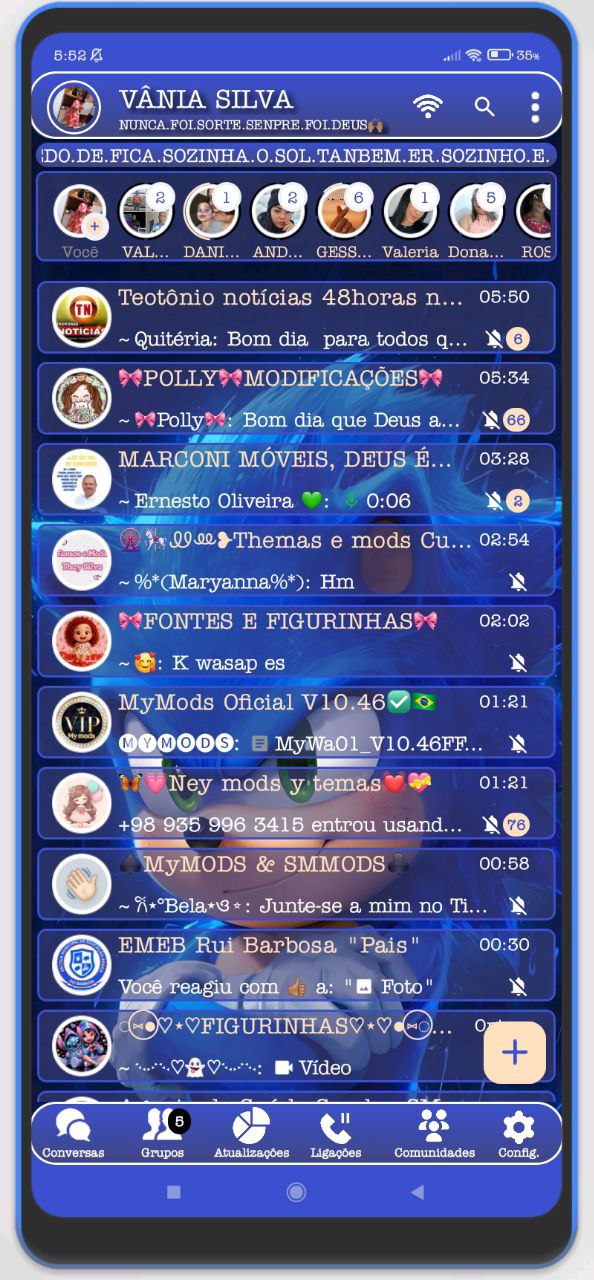 5:52 35%
VÂNIA SILVA
NUNCA.FOI.SORTE.SENPRE.FOI.DEUS🙌🏽
DO.DE.FICA.SOZINHA.O.SOL.TANBEM.ER.SOZINHO.E.
2 1 2 6 1 5
Você VAL... DANI... AND... GESS... Valeria Dona... ROS
Teotônio notícias 48horas n... 05:50
~ Quitéria: Bom dia para todos q... 6
🎀POLLY🎀MODIFICAÇÕES🎀 05:34
~ 🎀Polly🎀: Bom dia que Deus a... 66
MARCONI MÓVEIS, DEUS É... 03:28
~ Ernesto Oliveira 💚: 🎤 0:06 2
🎡🎠ᯓᡣ𐭩Themas e mods Cu... 02:54
~ %*(Maryanna%*): Hm
🎀FONTES E FIGURINHAS🎀 02:02
~ 🥰: K wasap es
MyMods Oficial V10.46✅🇧🇷 01:21
VIP
My mods
🅜🅨🅜🅞🅓🅢: MyWa01_V10.46FF...
🦋💗Ney mods y temas💓💝 01:21
+98 935 996 3415 entrou usand... 76
♠️MyMODS & SMMODS♣️ 00:58
~ ⋆°Bela⋆: Junte-se a mim no Ti...
EMEB Rui Barbosa "Pais" 00:30
Você reagiu com 👍🏽 a: "Foto"
♡⋆♡FIGURINHAS♡⋆♡...
~ ♡👻♡: Vídeo
5
Conversas Grupos Atualizações Ligações Comunidades Config.